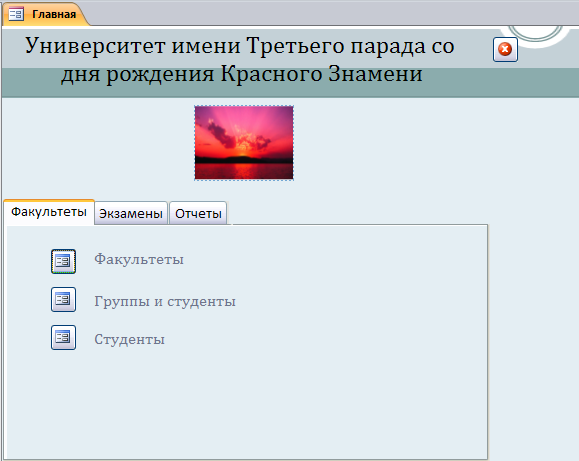 Главная
Университет имени Третьего парада со
дня рождения Красного Знамени
Факультеты Экзамены Отчеты
Факультеты
Группы и студенты
Студенты